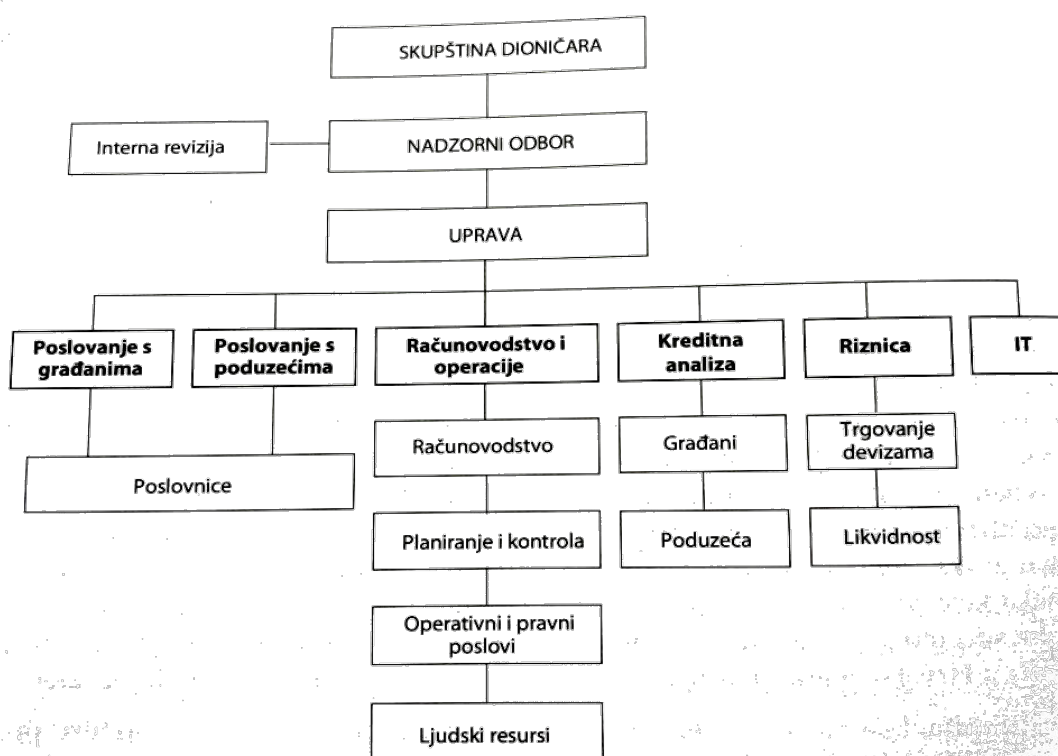 SKUPŠTINA DIONIČARA
Interna revizija
NADZORNI ODBOR
UPRAVA
Poslovanje s
građanima
Poslovanje s
poduzećima
Računovodstvo i
operacije
Kreditna
analiza
Riznica
IT
Poslovnice
Računovodstvo
Građani
Trgovanje
devizama
Planiranje i kontrola
Poduzeća
Likvidnost
Operativni i pravni
poslovi
Ljudski resursi